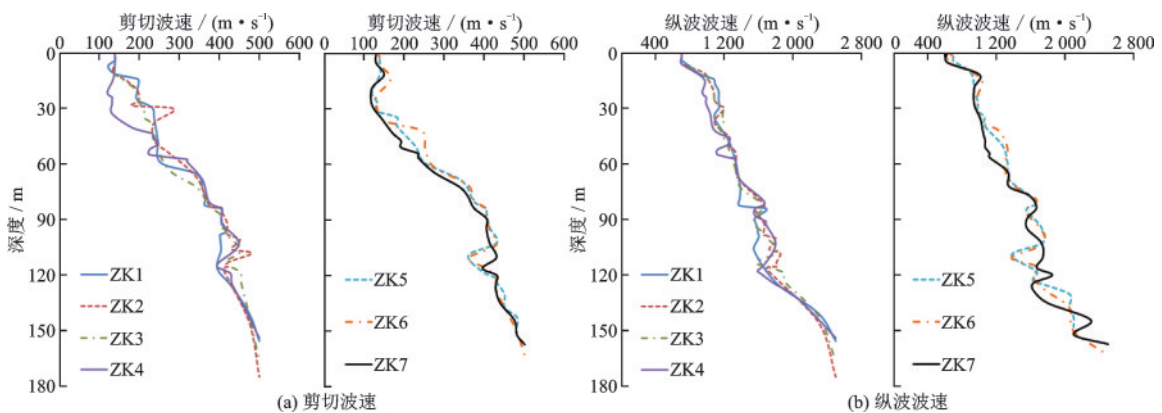 剪切波速 / (m·s⁻¹) 剪切波速 / (m·s⁻¹) 纵波波速 / (m·s⁻¹) 纵波波速 / (m·s⁻¹)
0 100 200 300 400 500 600 0 100 200 300 400 500 600 400 1 200 2 000 2 800 400 1 200 2 000 2 800
0 0
30 30
60 60
深度 / m 深度 / m
90 90
120 120
150 150
180 180
ZK1 ZK5 ZK1 ZK5
ZK2 ZK2
ZK3 ZK6 ZK3 ZK6
ZK4 ZK7 ZK4 ZK7
(a) 剪切波速 (b) 纵波波速